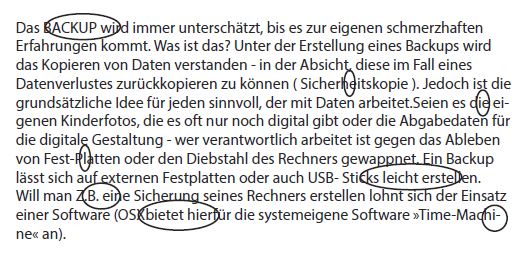 Das BACKUP wird immer unterschätzt, bis es zur eigenen schmerzhaften
Erfahrungen kommt. Was ist das? Unter der Erstellung eines Backups wird
das Kopieren von Daten verstanden - in der Absicht, diese im Fall eines
Datenverlustes zurückkopieren zu können ( Sicherheitskopie ). Jedoch ist die
grundsätzliche Idee für jeden sinnvoll, der mit Daten arbeitet.Seien es die ei-
genen Kinderfotos, die es oft nur noch digital gibt oder die Abgabedaten für
die digitale Gestaltung - wer verantwortlich arbeitet ist gegen das Ableben
von Fest-Platten oder den Diebstahl des Rechners gewappnet. Ein Backup
lässt sich auf externen Festplatten oder auch USB- Sticks leicht erstellen.
Will man Z.B. eine Sicherung seines Rechners erstellen lohnt sich der Einsatz
einer Software (OSXbietet hierfür die systemeigene Software »Time-Machi-
ne« an).